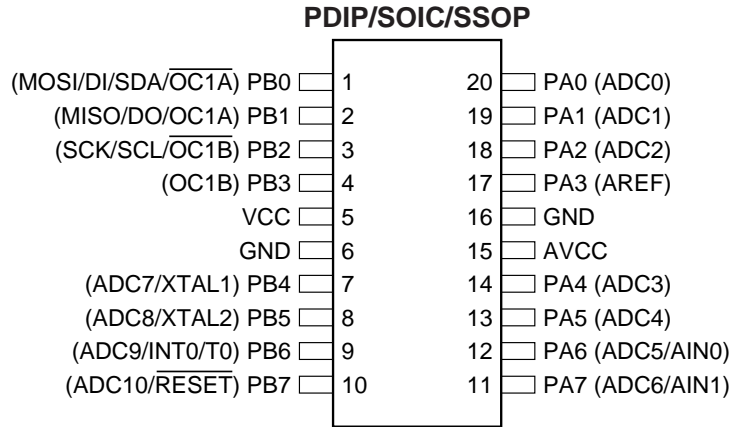 PDIP/SOIC/SSOP
(MOSI/DI/SDA/O̅C̅1̅A̅) PB0 1 20 PA0 (ADC0)
(MISO/DO/OC1A) PB1 2 19 PA1 (ADC1)
(SCK/SCL/O̅C̅1̅B̅) PB2 3 18 PA2 (ADC2)
(OC1B) PB3 4 17 PA3 (AREF)
VCC 5 16 GND
GND 6 15 AVCC
(ADC7/XTAL1) PB4 7 14 PA4 (ADC3)
(ADC8/XTAL2) PB5 8 13 PA5 (ADC4)
(ADC9/INT0/T0) PB6 9 12 PA6 (ADC5/AIN0)
(ADC10/R̅E̅S̅E̅T̅) PB7 10 11 PA7 (ADC6/AIN1)